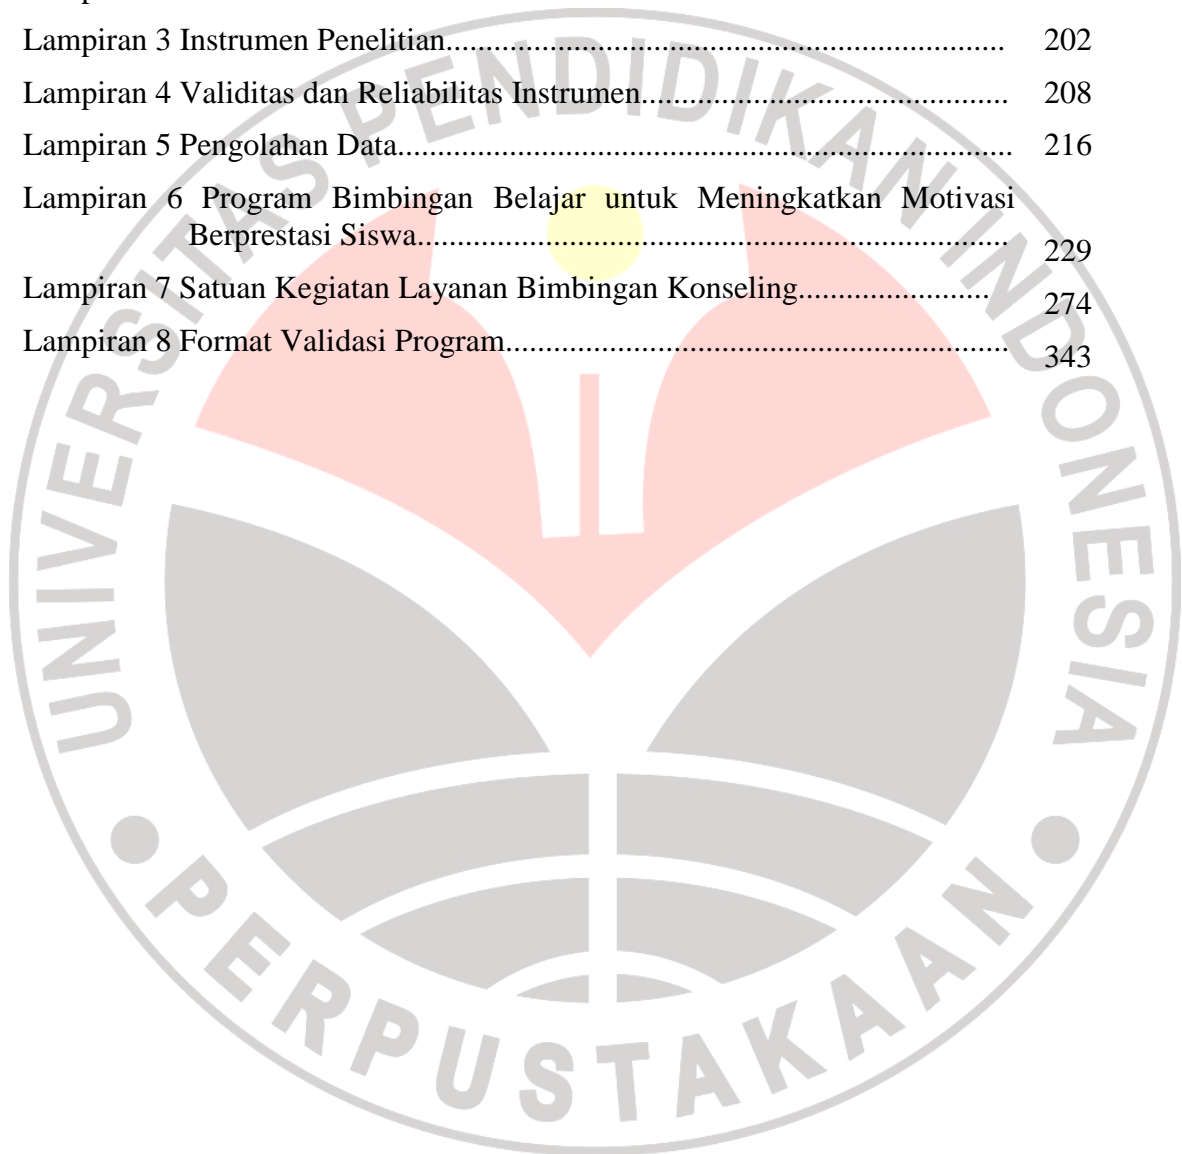 Lampiran 3 Instrumen Penelitian..................................................................... 202
Lampiran 4 Validitas dan Reliabilitas Instrumen............................................. 208
Lampiran 5 Pengolahan Data........................................................................... 216
Lampiran 6 Program Bimbingan Belajar untuk Meningkatkan Motivasi
Berprestasi Siswa......................................................................... 229
Lampiran 7 Satuan Kegiatan Layanan Bimbingan Konseling........................ 274
Lampiran 8 Format Validasi Program.............................................................. 343
UNIVERSITAS PENDIDIKAN INDONESIA
PERPUSTAKAAN